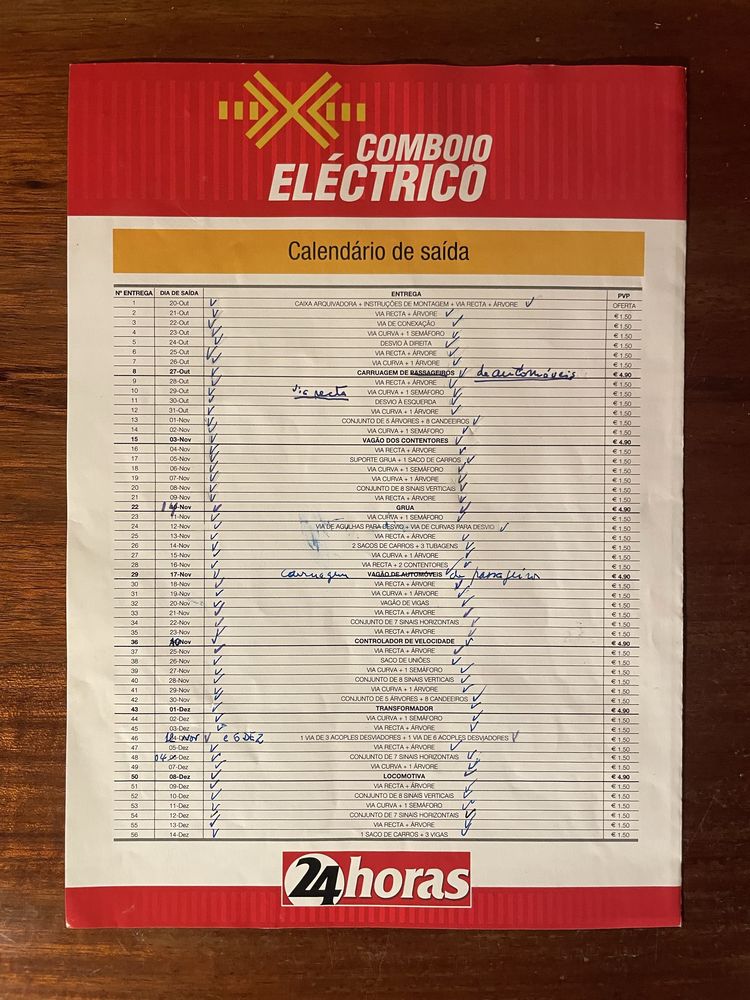 COMBOIO
ELÉCTRICO
Calendário de saída
Nº ENTREGA DIA DE SAÍDA ENTREGA PVP
1 20-Out ✓ CAIXA ARQUIVADORA + INSTRUÇÕES DE MONTAGEM + VIA RECTA + ÁRVORE ✓ OFERTA
2 21-Out ✓ VIA RECTA + ÁRVORE ✓ € 1.50
3 22-Out ✓ VIA DE CONEXAÇÃO ✓ € 1.50
4 23-Out ✓ VIA CURVA + 1 SEMÁFORO ✓ € 1.50
5 24-Out ✓ DESVIO À DIREITA ✓ € 1.50
6 25-Out ✓ VIA RECTA + ÁRVORE ✓ € 1.50
7 26-Out ✓ VIA CURVA + 1 ÁRVORE ✓ € 1.50
8 27-Out ✓ CARRUAGEM DE PASSAGEIROS ✓ de automóveis € 4.90
9 28-Out ✓ VIA RECTA + ÁRVORE ✓ € 1.50
10 29-Out ✓ via recta VIA CURVA + 1 SEMÁFORO ✓ € 1.50
11 30-Out ✓ DESVIO À ESQUERDA ✓ € 1.50
12 31-Out ✓ VIA CURVA + 1 ÁRVORE ✓ € 1.50
13 01-Nov ✓ CONJUNTO DE 5 ÁRVORES + 8 CANDEEIROS ✓ € 1.50
14 02-Nov ✓ VIA CURVA + 1 SEMÁFORO ✓ € 1.50
15 03-Nov ✓ VAGÃO DOS CONTENTORES ✓ € 4.90
16 04-Nov ✓ VIA RECTA + ÁRVORE ✓ € 1.50
17 05-Nov ✓ SUPORTE GRUA + 1 SACO DE CARROS ✓ € 1.50
18 06-Nov ✓ VIA CURVA + 1 SEMÁFORO ✓ € 1.50
19 07-Nov ✓ VIA CURVA + 1 ÁRVORE ✓ € 1.50
20 08-Nov ✓ CONJUNTO DE 8 SINAIS VERTICAIS ✓ € 1.50
21 09-Nov ✓ VIA RECTA + ÁRVORE ✓ € 1.50
22 14-Nov ✓ GRUA ✓ € 4.90
23 11-Nov ✓ VIA CURVA + 1 SEMÁFORO ✓ € 1.50
24 12-Nov ✓ VIA DE AGULHAS PARA DESVIO + VIA DE CURVAS PARA DESVIO ✓ € 1.50
25 13-Nov ✓ VIA RECTA + ÁRVORE ✓ € 1.50
26 14-Nov ✓ 2 SACOS DE CARROS + 3 TUBAGENS ✓ € 1.50
27 15-Nov ✓ VIA CURVA + 1 ÁRVORE ✓ € 1.50
28 16-Nov ✓ VIA RECTA + 2 CONTENTORES ✓ € 1.50
29 17-Nov ✓ carruagem VAGÃO DE AUTOMÓVEIS ✓ de passageiros € 4.90
30 18-Nov ✓ VIA RECTA + ÁRVORE ✓ € 1.50
31 19-Nov ✓ VIA CURVA + 1 ÁRVORE ✓ € 1.50
32 20-Nov ✓ VAGÃO DE VIGAS ✓ € 1.50
33 21-Nov ✓ VIA RECTA + ÁRVORE ✓ € 1.50
34 22-Nov ✓ CONJUNTO DE 7 SINAIS HORIZONTAIS ✓ € 1.50
35 23-Nov ✓ VIA RECTA + ÁRVORE ✓ € 1.50
36 10-Nov ✓ CONTROLADOR DE VELOCIDADE ✓ € 4.90
37 25-Nov ✓ VIA RECTA + ÁRVORE ✓ € 1.50
38 26-Nov ✓ SACO DE UNIÕES ✓ € 1.50
39 27-Nov ✓ VIA CURVA + 1 SEMÁFORO ✓ € 1.50
40 28-Nov ✓ CONJUNTO DE 8 SINAIS VERTICAIS ✓ € 1.50
41 29-Nov ✓ VIA CURVA + 1 ÁRVORE ✓ € 1.50
42 30-Nov ✓ CONJUNTO DE 5 ÁRVORES + 8 CANDEEIROS ✓ € 1.50
43 01-Dez ✓ TRANSFORMADOR ✓ € 4.90
44 02-Dez ✓ VIA CURVA + 1 SEMÁFORO ✓ € 1.50
45 03-Dez ✓ VIA RECTA + ÁRVORE ✓ € 1.50
46 NOV ✓ e 6 DEZ 1 VIA DE 3 ACOPLES DESVIADORES + 1 VIA DE 6 ACOPLES DESVIADORES ✓ € 1.50
47 05-Dez ✓ VIA RECTA + ÁRVORE ✓ € 1.50
48 04-Dez ✓ CONJUNTO DE 7 SINAIS HORIZONTAIS ✓ € 1.50
49 07-Dez ✓ VIA CURVA + 1 ÁRVORE ✓ € 1.50
50 08-Dez ✓ LOCOMOTIVA ✓ € 4.90
51 09-Dez ✓ VIA RECTA + ÁRVORE ✓ € 1.50
52 10-Dez ✓ CONJUNTO DE 8 SINAIS VERTICAIS ✓ € 1.50
53 11-Dez ✓ VIA CURVA + 1 SEMÁFORO ✓ € 1.50
54 12-Dez ✓ CONJUNTO DE 7 SINAIS HORIZONTAIS ✓ € 1.50
55 13-Dez ✓ VIA RECTA + ÁRVORE ✓ € 1.50
56 14-Dez ✓ 1 SACO DE CARROS + 3 VIGAS ✓ € 1.50
24horas